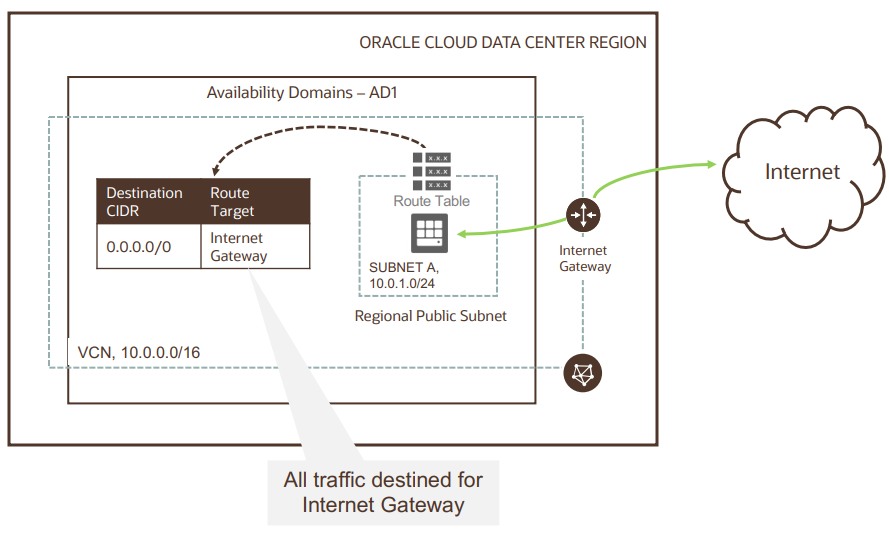 ORACLE CLOUD DATA CENTER REGION
Availability Domains – AD1
Destination CIDR
Route Target
0.0.0.0/0
Internet Gateway
x.x.x
x.x.x
x.x.x
Route Table
SUBNET A,
10.0.1.0/24
Regional Public Subnet
Internet
Gateway
Internet
VCN, 10.0.0.0/16
All traffic destined for
Internet Gateway